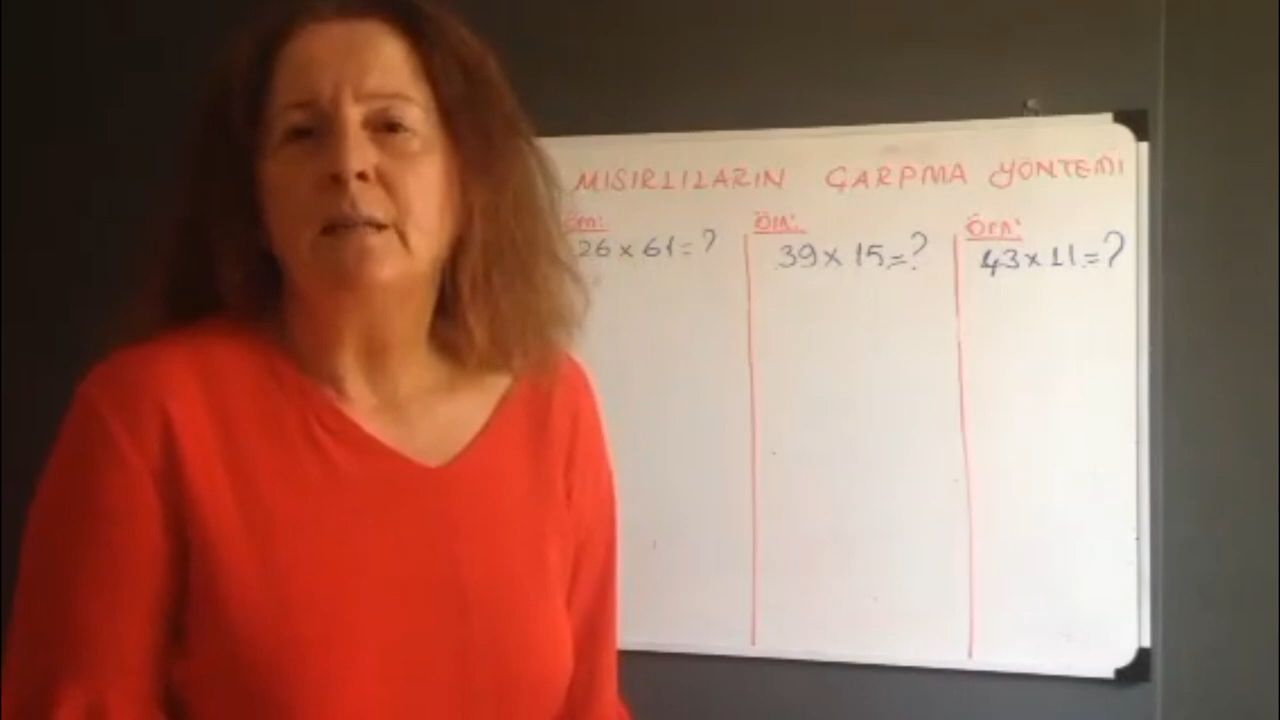 MISIRLILARIN ÇARPMA YÖNTEMİ
Örn: Örn: Örn:
26 x 61 = ? 39 x 15 = ? 43 x 11 = ?